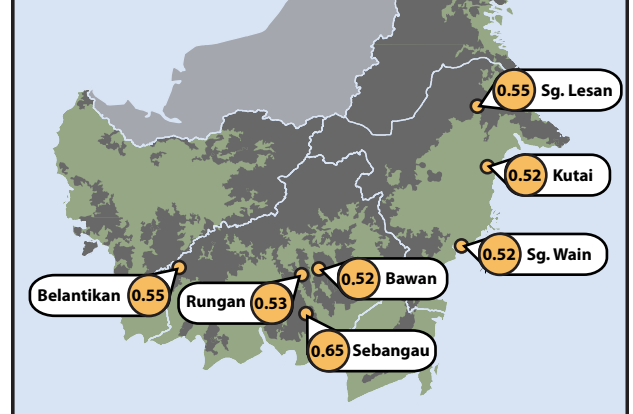 0.55 Sg. Lesan
0.52 Kutai
0.52 Sg. Wain
0.52 Bawan
Belantikan 0.55
Rungan 0.53
0.65 Sebangau